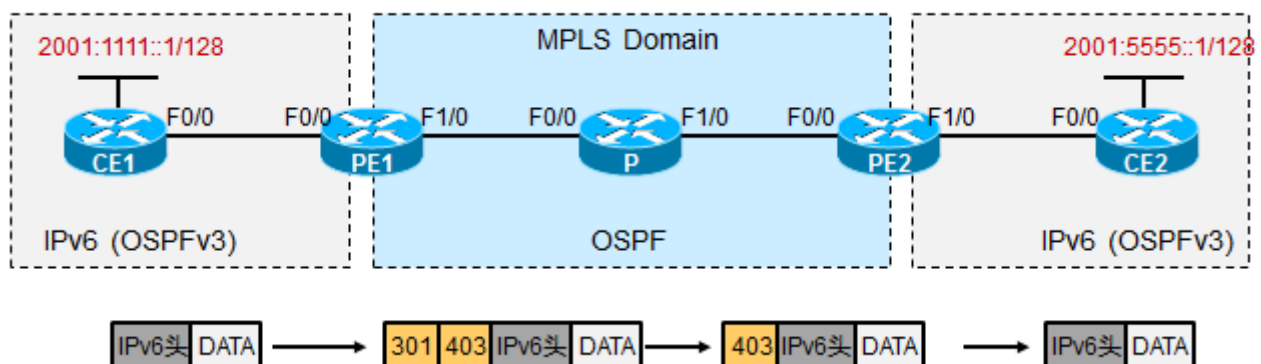 2001:1111::1/128 MPLS Domain 2001:5555::1/128
F0/0 F0/0 F1/0 F0/0 F1/0 F0/0 F1/0 F0/0
CE1 PE1 P PE2 CE2
IPv6 (OSPFv3) OSPF IPv6 (OSPFv3)
IPv6头 DATA 301 403 IPv6头 DATA 403 IPv6头 DATA IPv6头 DATA